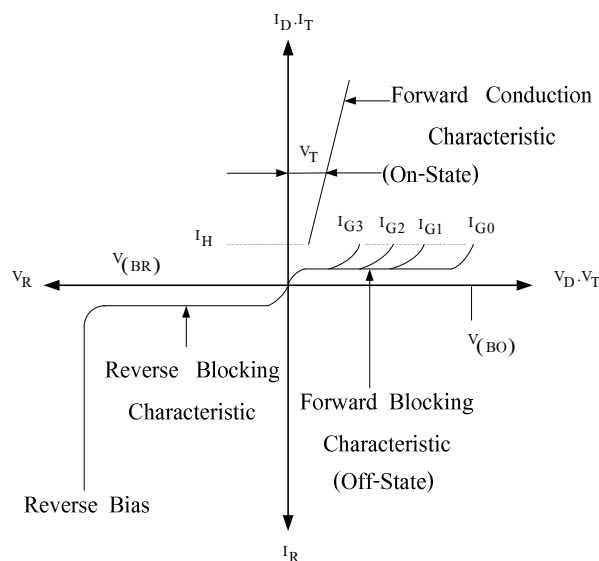 I_D.I_T
Forward Conduction
Characteristic
(On-State)
V_T
I_G3 I_G2 I_G1 I_G0
I_H
V_(BR)
V_R
V_D.V_T
V_(BO)
Reverse Blocking
Characteristic
Forward Blocking
Characteristic
(Off-State)
Reverse Bias
I_R